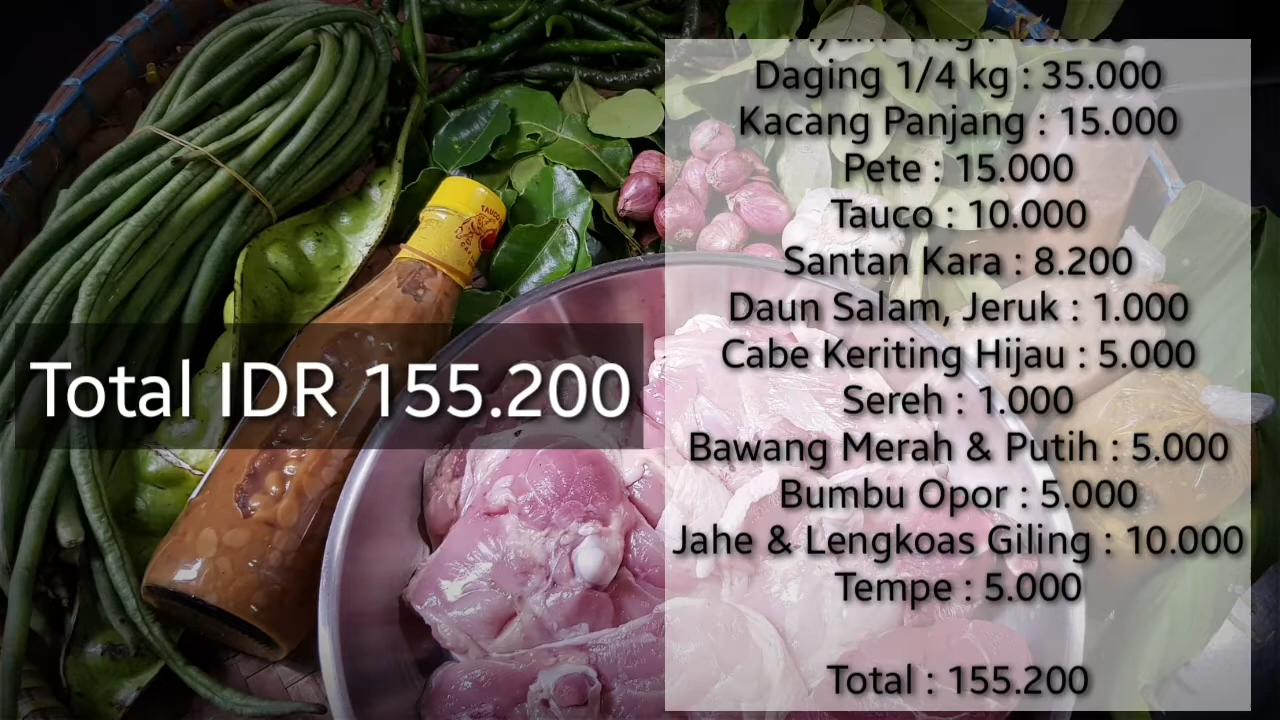 Daging 1/4 kg : 35.000
Kacang Panjang : 15.000
Pete : 15.000
Tauco : 10.000
Santan Kara : 8.200
Daun Salam, Jeruk : 1.000
Cabe Keriting Hijau : 5.000
Sereh : 1.000
Bawang Merah & Putih : 5.000
Bumbu Opor : 5.000
Jahe & Lengkoas Giling : 10.000
Tempe : 5.000
Total : 155.200
Total IDR 155.200